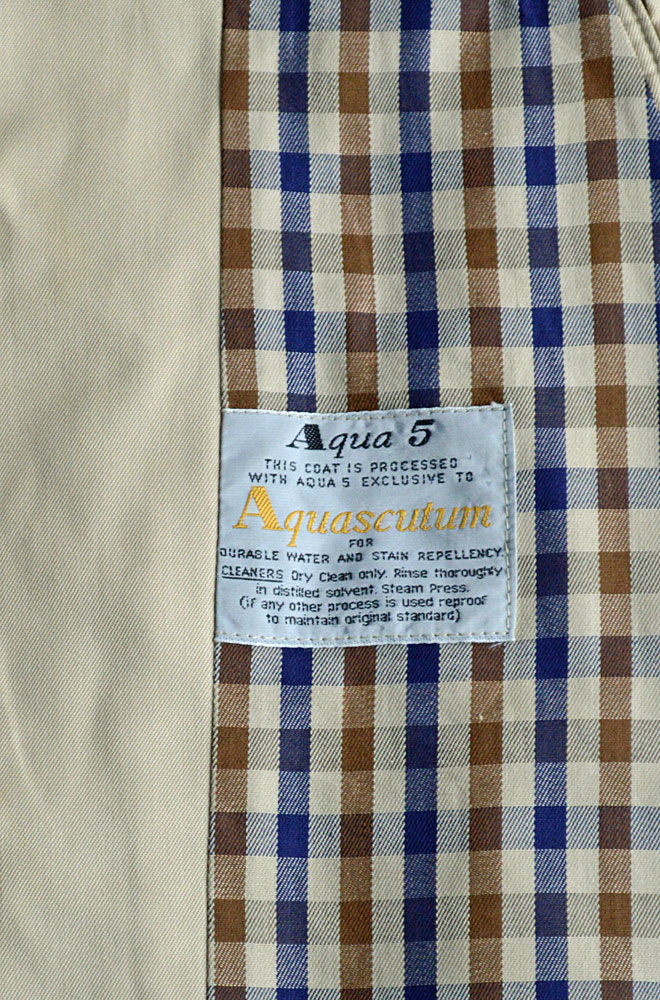 Aqua 5
THIS COAT IS PROCESSED
WITH AQUA 5 EXCLUSIVE TO
Aquascutum
FOR
DURABLE WATER AND STAIN REPELLENCY.
CLEANERS Dry Clean only. Rinse thoroughly
in distilled solvent. Steam Press.
(if any other process is used reproof
to maintain original standard)